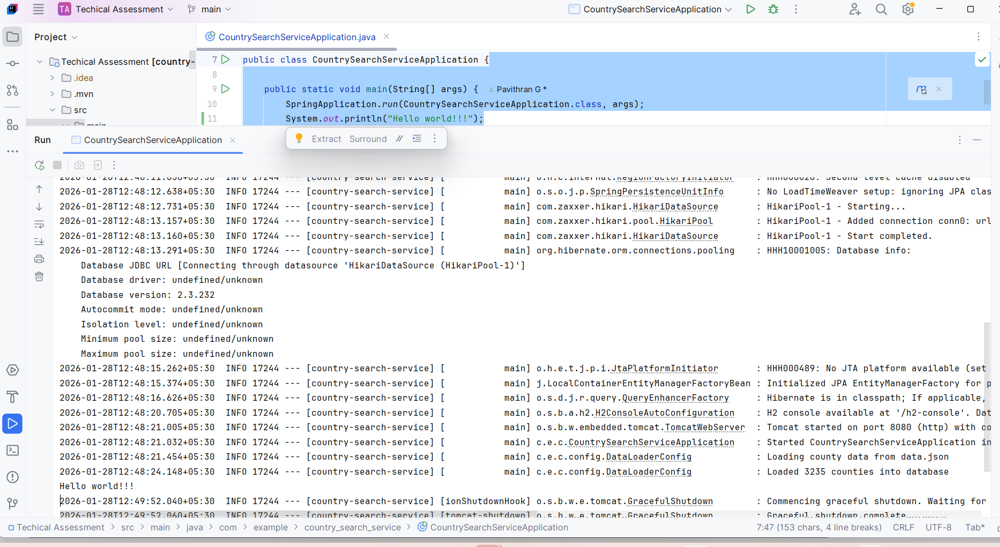 TA Techical Assessment main CountrySearchServiceApplication
Project CountrySearchServiceApplication.java
Techical Assessment [country-
.idea
.mvn
src
main
7 public class CountrySearchServiceApplication {
8
9 public static void main(String[] args) { Pavithran G *
10 SpringApplication.run(CountrySearchServiceApplication.class, args);
11 System.out.println("Hello world!!!");
Extract Surround //
Run CountrySearchServiceApplication
2026-01-28T12:48:11.838+05:30 INFO 17244 --- [country-search-service] [ main] o.h.c.internal.RegionFactoryInitiator : HHH000026: Second-level cache disabled
2026-01-28T12:48:12.638+05:30 INFO 17244 --- [country-search-service] [ main] o.s.o.j.p.SpringPersistenceUnitInfo : No LoadTimeWeaver setup: ignoring JPA clas
2026-01-28T12:48:12.731+05:30 INFO 17244 --- [country-search-service] [ main] com.zaxxer.hikari.HikariDataSource : HikariPool-1 - Starting...
2026-01-28T12:48:13.157+05:30 INFO 17244 --- [country-search-service] [ main] com.zaxxer.hikari.pool.HikariPool : HikariPool-1 - Added connection conn0: url
2026-01-28T12:48:13.160+05:30 INFO 17244 --- [country-search-service] [ main] com.zaxxer.hikari.HikariDataSource : HikariPool-1 - Start completed.
2026-01-28T12:48:13.291+05:30 INFO 17244 --- [country-search-service] [ main] org.hibernate.orm.connections.pooling : HHH10001005: Database info:
Database JDBC URL [Connecting through datasource 'HikariDataSource (HikariPool-1)']
Database driver: undefined/unknown
Database version: 2.3.232
Autocommit mode: undefined/unknown
Isolation level: undefined/unknown
Minimum pool size: undefined/unknown
Maximum pool size: undefined/unknown
2026-01-28T12:48:15.262+05:30 INFO 17244 --- [country-search-service] [ main] o.h.e.t.j.p.i.JtaPlatformInitiator : HHH000489: No JTA platform available (set
2026-01-28T12:48:15.374+05:30 INFO 17244 --- [country-search-service] [ main] j.LocalContainerEntityManagerFactoryBean : Initialized JPA EntityManagerFactory for p
2026-01-28T12:48:16.626+05:30 INFO 17244 --- [country-search-service] [ main] o.s.d.j.r.query.QueryEnhancerFactory : Hibernate is in classpath; If applicable,
2026-01-28T12:48:20.705+05:30 INFO 17244 --- [country-search-service] [ main] o.s.b.a.h2.H2ConsoleAutoConfiguration : H2 console available at '/h2-console'. Dat
2026-01-28T12:48:21.005+05:30 INFO 17244 --- [country-search-service] [ main] o.s.b.w.embedded.tomcat.TomcatWebServer : Tomcat started on port 8080 (http) with co
2026-01-28T12:48:21.032+05:30 INFO 17244 --- [country-search-service] [ main] c.e.c.CountrySearchServiceApplication : Started CountrySearchServiceApplication in
2026-01-28T12:48:21.454+05:30 INFO 17244 --- [country-search-service] [ main] c.e.c.config.DataLoaderConfig : Loading county data from data.json
2026-01-28T12:48:24.148+05:30 INFO 17244 --- [country-search-service] [ main] c.e.c.config.DataLoaderConfig : Loaded 3235 counties into database
Hello world!!!
2026-01-28T12:49:52.040+05:30 INFO 17244 --- [country-search-service] [ionShutdownHook] o.s.b.w.e.tomcat.GracefulShutdown : Commencing graceful shutdown. Waiting for
2026-01-28T12:49:52.060+05:30 INFO 17244 --- [country-search-service] [tomcat-shutdown] o.s.b.w.e.tomcat.GracefulShutdown : Graceful shutdown complete
Techical Assessment > src > main > java > com > example > country_search_service > CountrySearchServiceApplication 7:47 (153 chars, 4 line breaks) CRLF UTF-8 Tab*